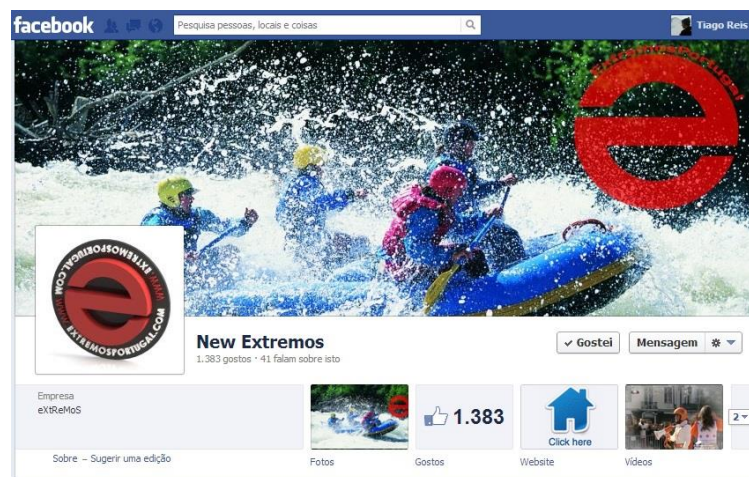 facebook
Pesquisa pessoas, locais e coisas
Tiago Reis
ExtremosPortugal
WWW.EXTREMOSPORTUGAL.COM WWW.EXTREMOSPORTUGAL.COM
New Extremos
1.383 gostos · 41 falam sobre isto
✓ Gostei
Mensagem
Empresa
eXtReMoS
Sobre – Sugerir uma edição
1.383
Click here
2
Fotos
Gostos
Website
Vídeos